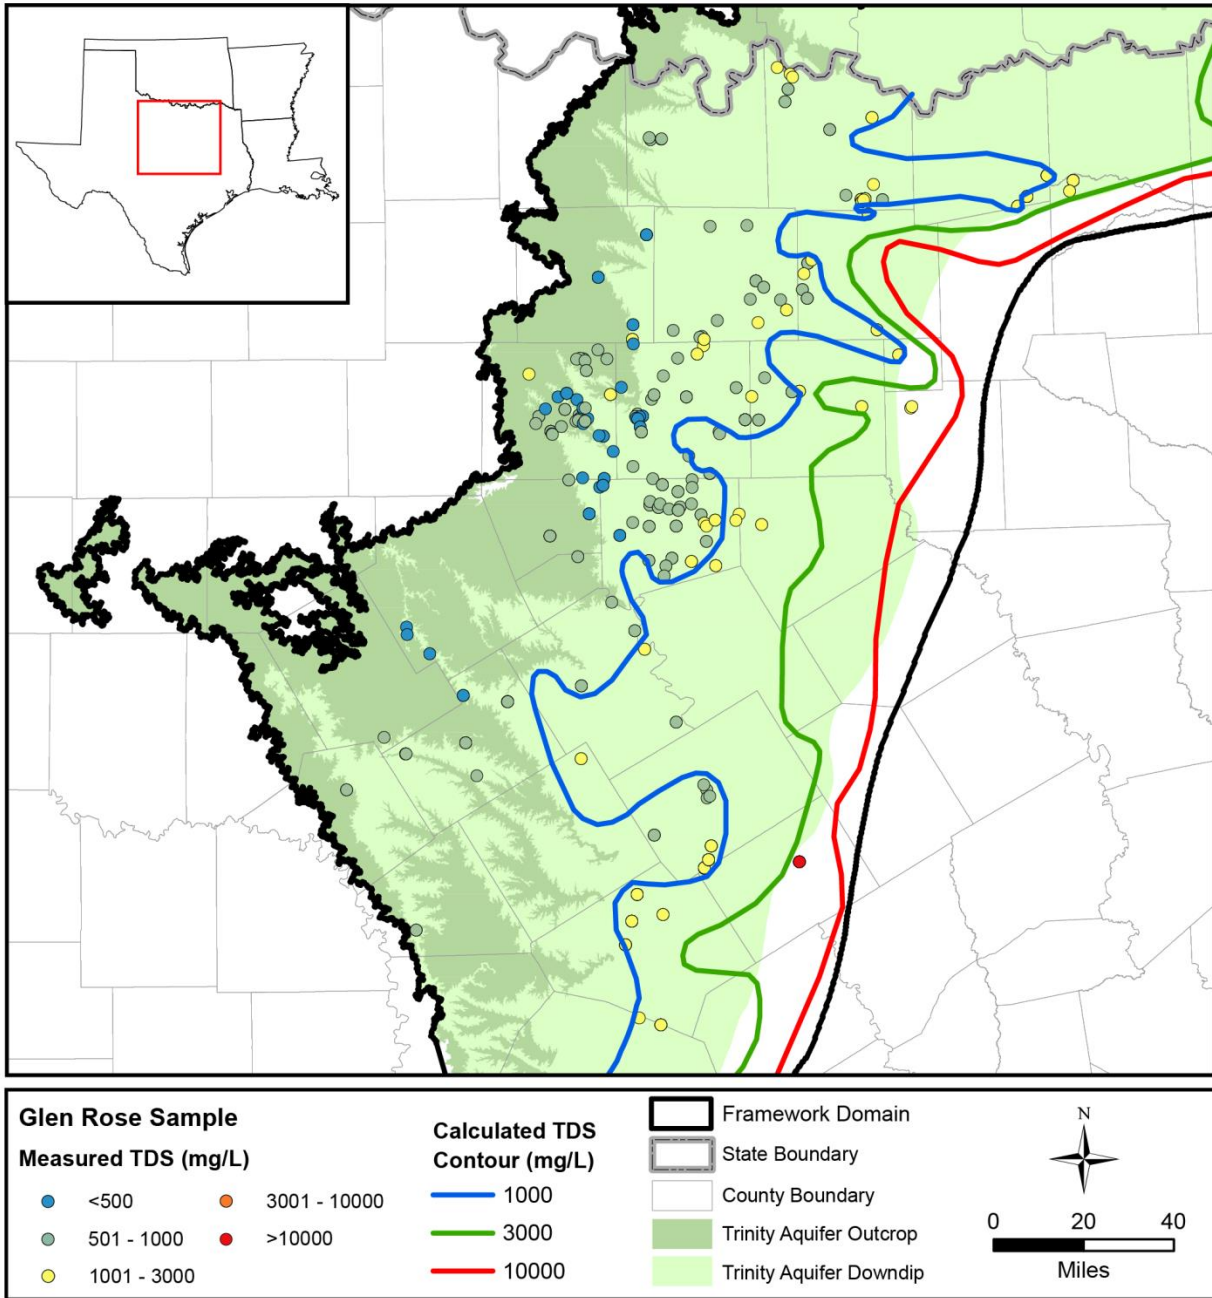 Glen Rose Sample
Measured TDS (mg/L)
<500
501 - 1000
1001 - 3000
3001 - 10000
>10000
Calculated TDS
Contour (mg/L)
1000
3000
10000
Framework Domain
State Boundary
County Boundary
Trinity Aquifer Outcrop
Trinity Aquifer Downdip
N
0 20 40
Miles